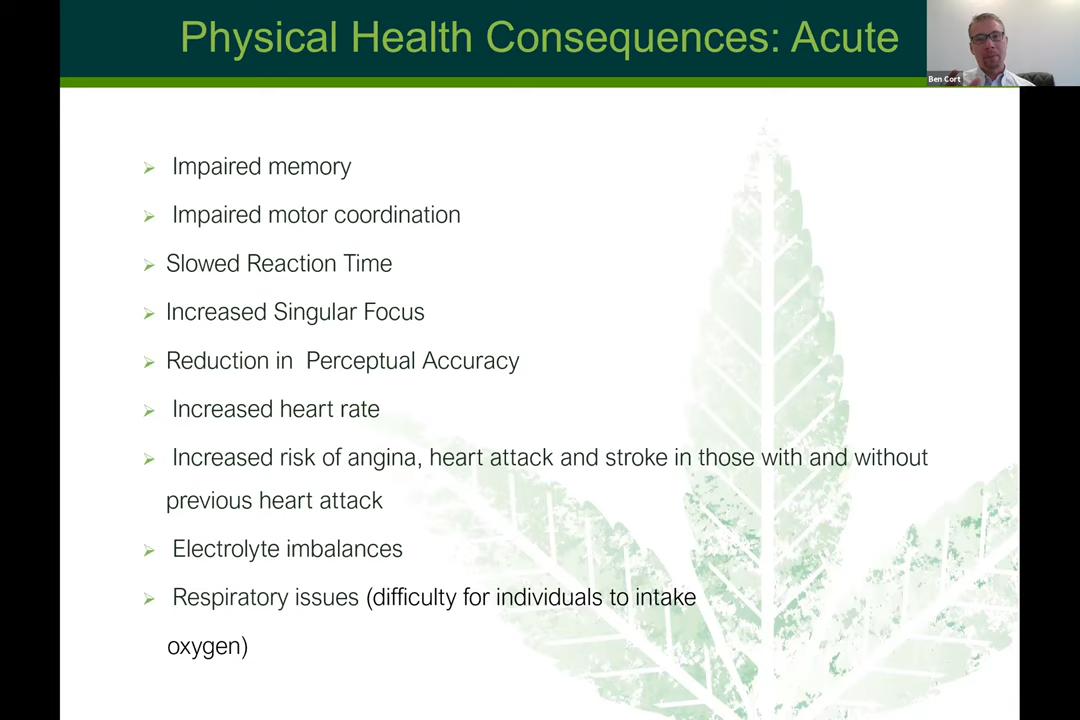 Physical Health Consequences: Acute
Ben Cort
Impaired memory
Impaired motor coordination
Slowed Reaction Time
Increased Singular Focus
Reduction in Perceptual Accuracy
Increased heart rate
Increased risk of angina, heart attack and stroke in those with and without
previous heart attack
Electrolyte imbalances
Respiratory issues (difficulty for individuals to intake
oxygen)